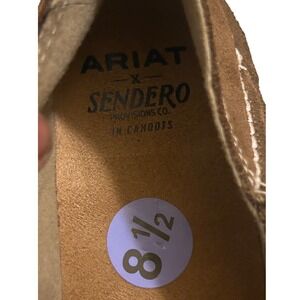 ARIAT
X
SENDERO
PROVISIONS CO.
IN CAHOOTS
8 1/2